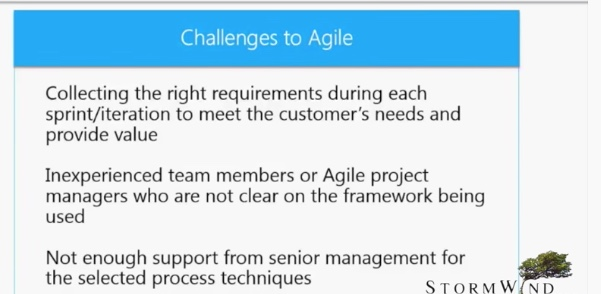 Challenges to Agile
Collecting the right requirements during each
sprint/iteration to meet the customer's needs and
provide value
Inexperienced team members or Agile project
managers who are not clear on the framework being
used
Not enough support from senior management for
the selected process techniques
STORMWIND